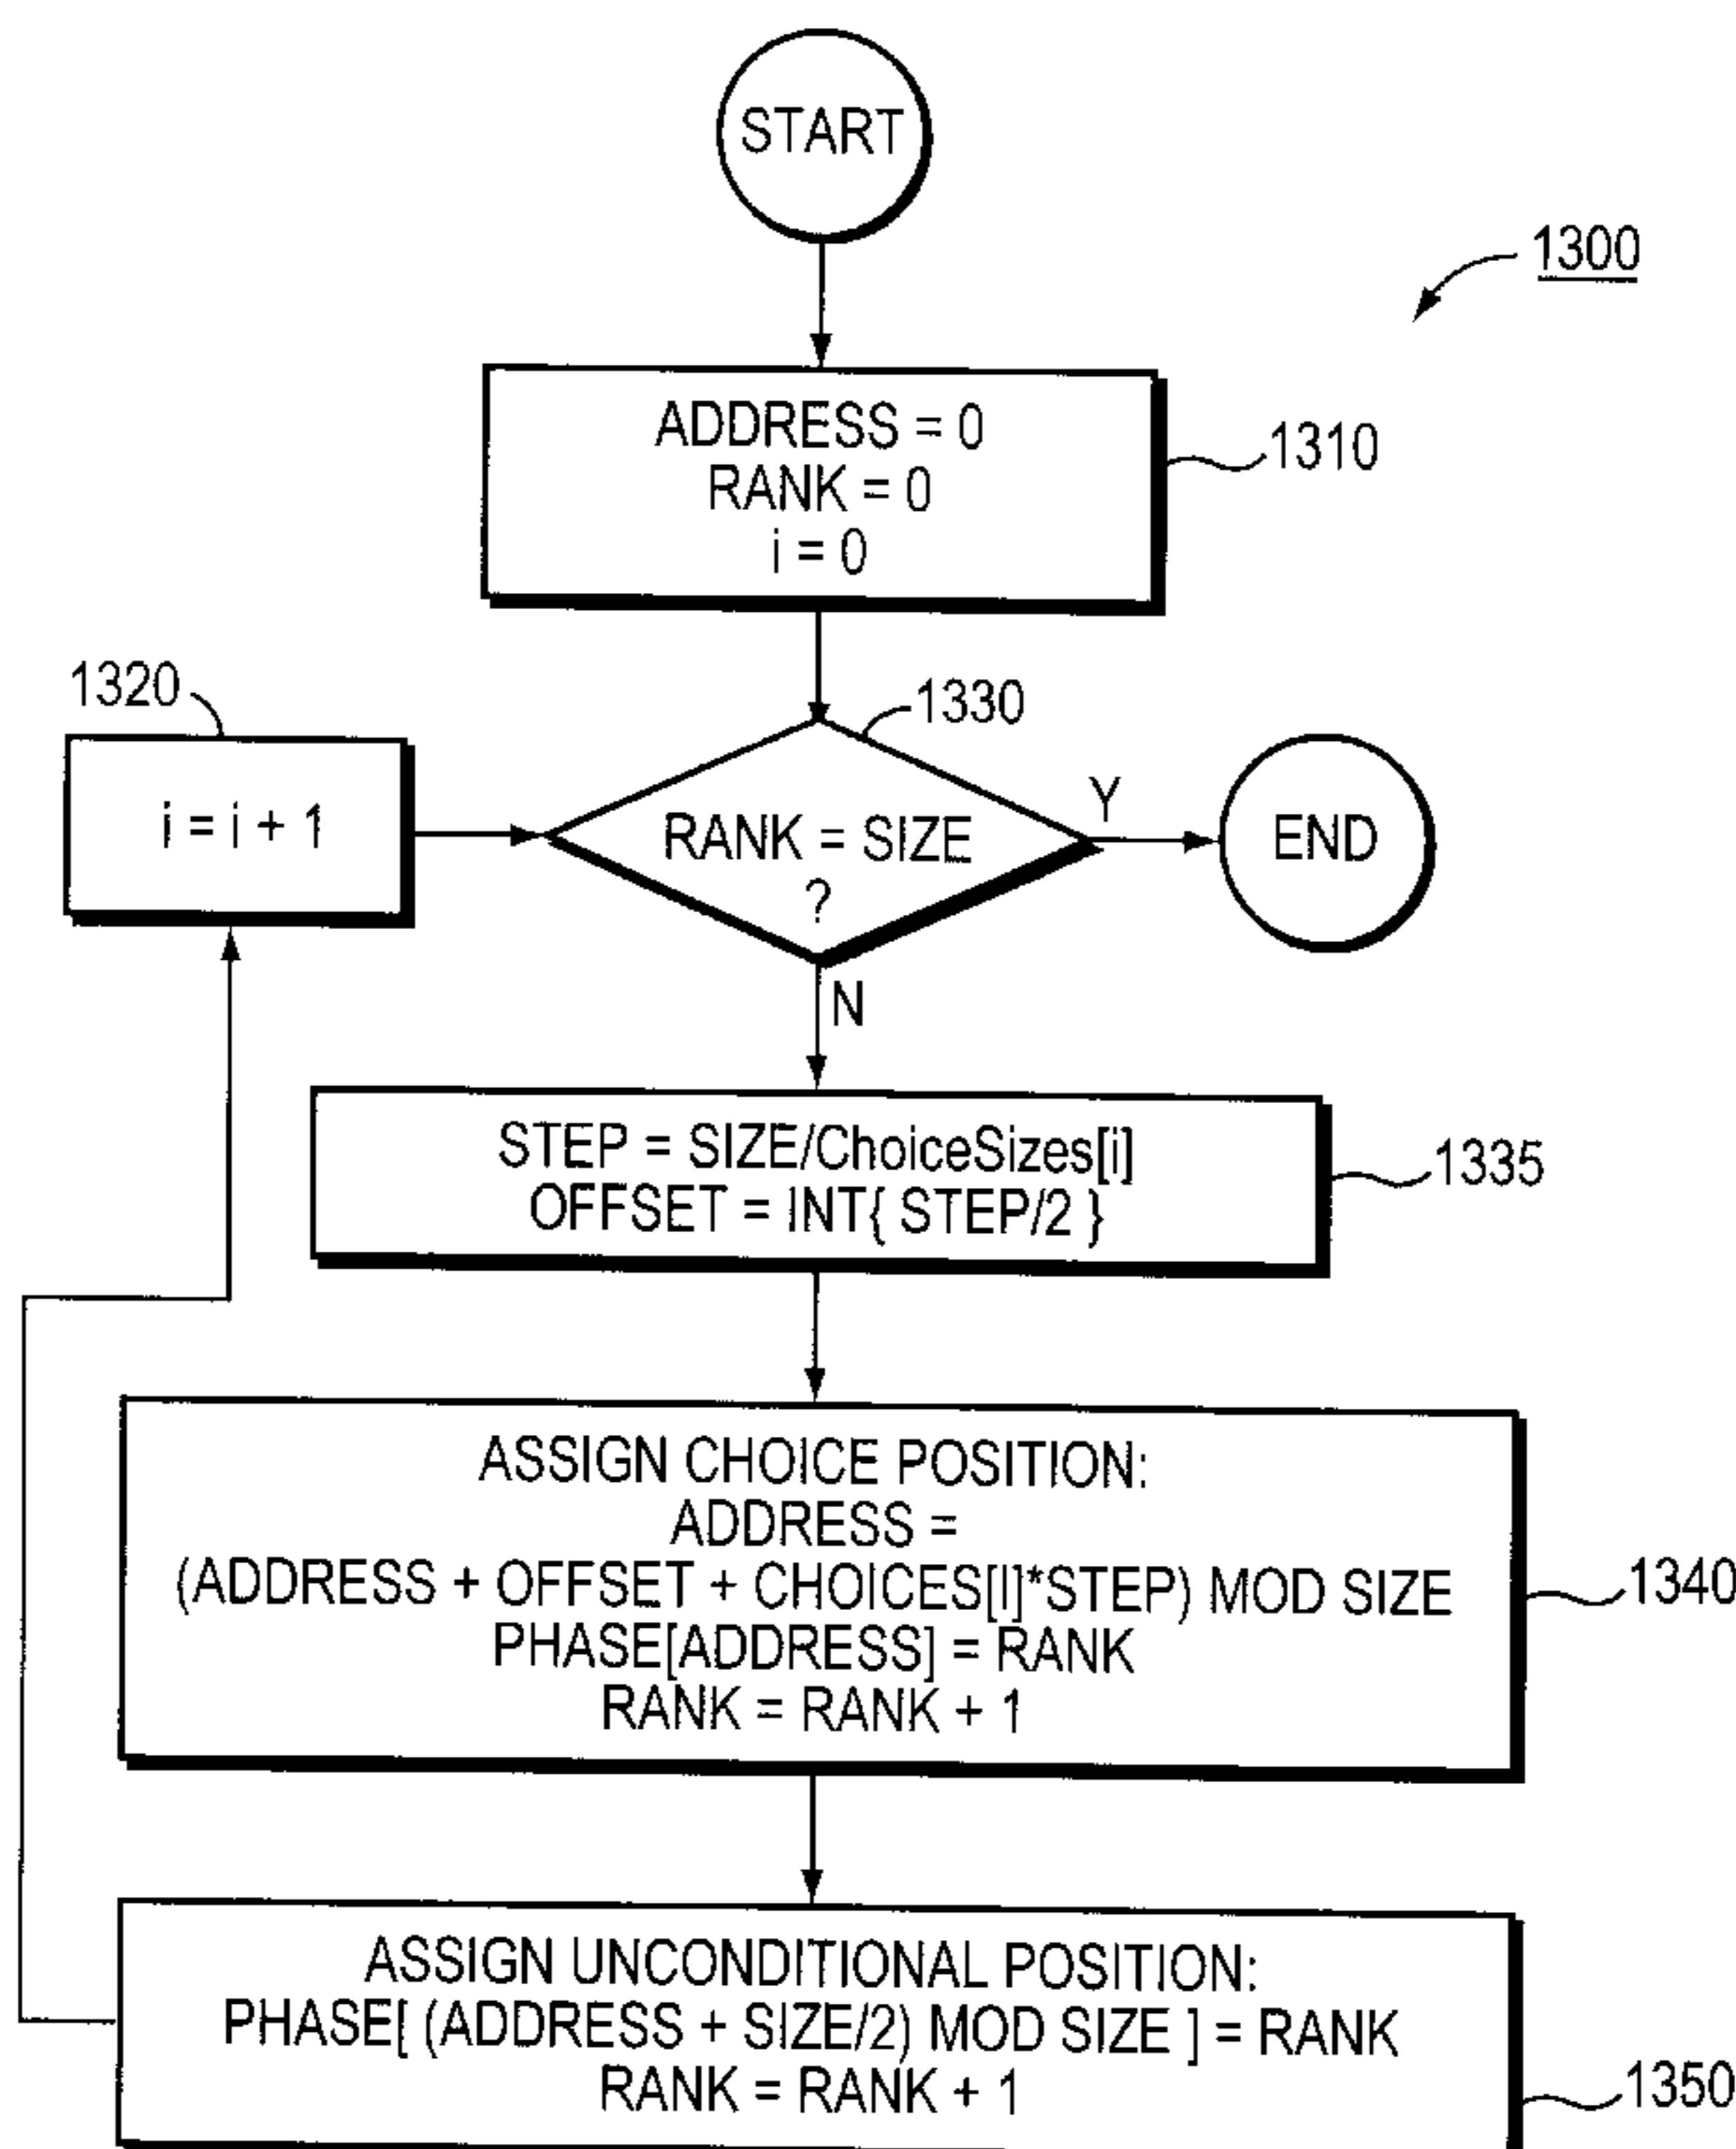 START
1300
ADDRESS = 0
RANK = 0
i = 0
1310
1320
i = i + 1
1330
RANK = SIZE
?
Y
END
N
STEP = SIZE/ChoiceSizes[i]
OFFSET = INT{ STEP/2 }
1335
ASSIGN CHOICE POSITION:
ADDRESS =
(ADDRESS + OFFSET + CHOICES[I]*STEP) MOD SIZE
PHASE[ADDRESS] = RANK
RANK = RANK + 1
1340
ASSIGN UNCONDITIONAL POSITION:
PHASE[ (ADDRESS + SIZE/2) MOD SIZE ] = RANK
RANK = RANK + 1
1350